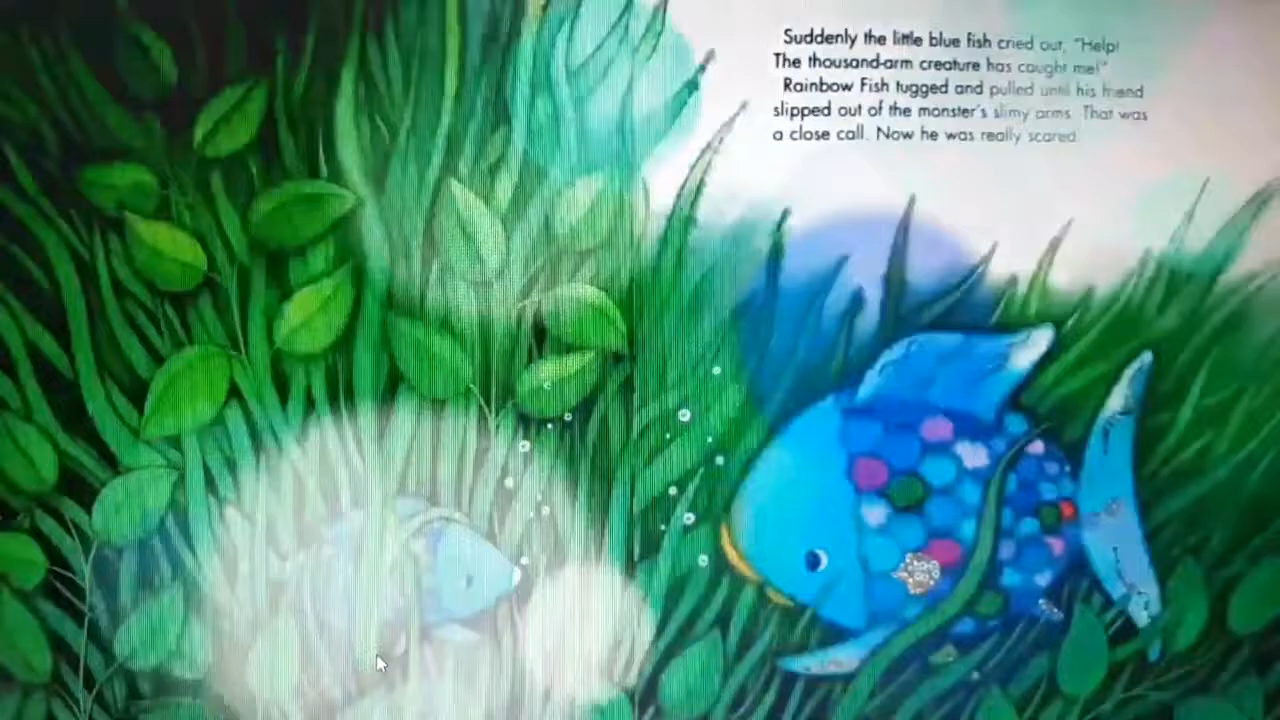 Suddenly the little blue fish cried out, "Help!
The thousand-arm creature has caught me!"
Rainbow Fish tugged and pulled until his friend
slipped out of the monster's slimy arms. That was
a close call. Now he was really scared.